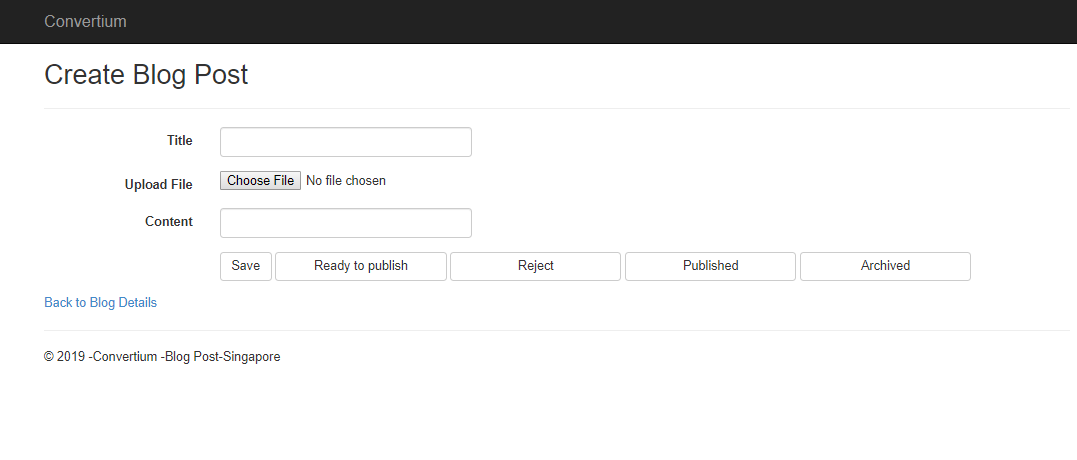 Convertium
Create Blog Post
Title
Upload File Choose File No file chosen
Content
Save Ready to publish Reject Published Archived
Back to Blog Details
© 2019 -Convertium -Blog Post-Singapore